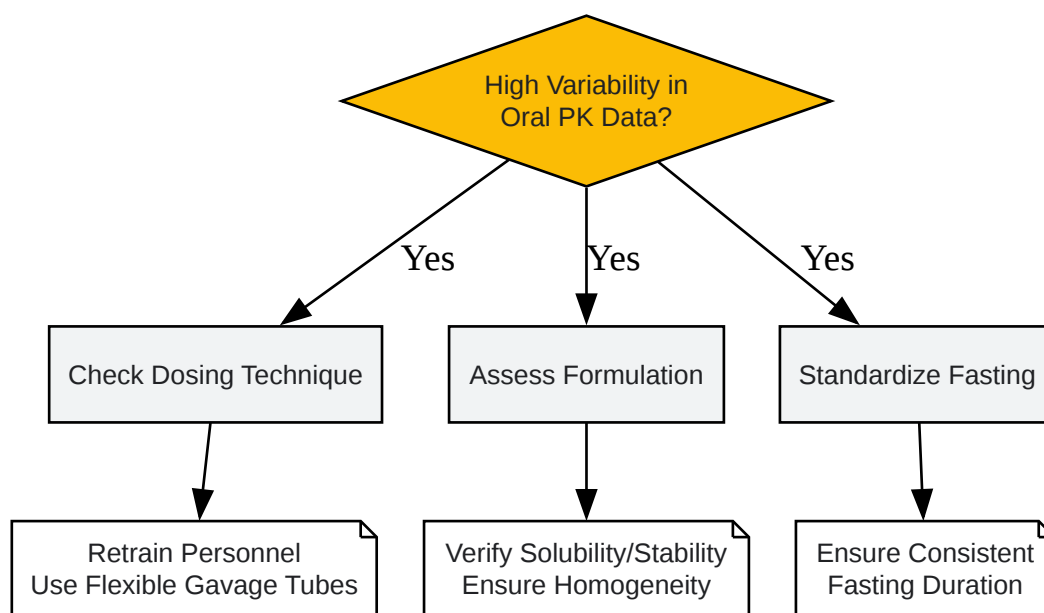 High Variability in
Oral PK Data?
Yes
Yes
Yes
Check Dosing Technique
Assess Formulation
Standardize Fasting
Retrain Personnel
Use Flexible Gavage Tubes
Verify Solubility/Stability
Ensure Homogeneity
Ensure Consistent
Fasting Duration